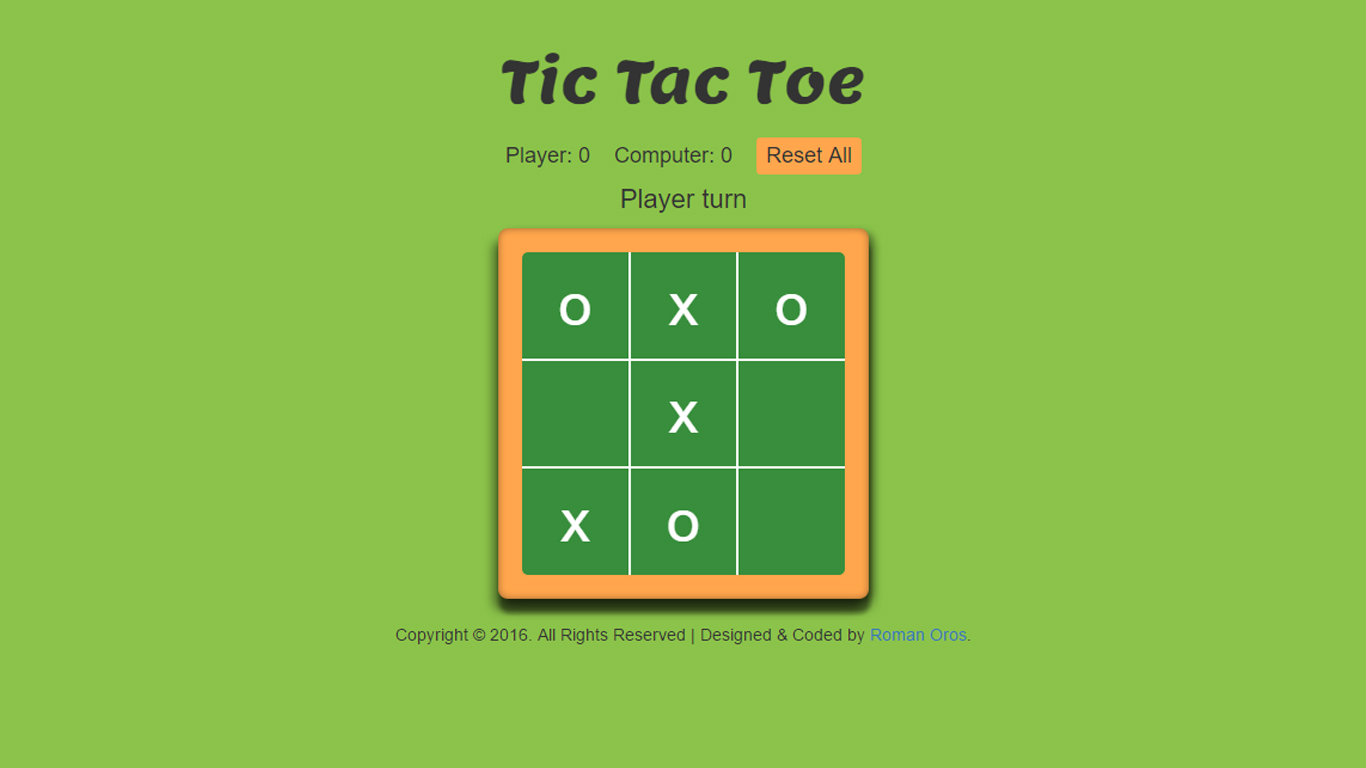 Tic Tac Toe
Player: 0 Computer: 0 Reset All
Player turn
O X O
X
X O
Copyright © 2016. All Rights Reserved | Designed & Coded by Roman Oros.